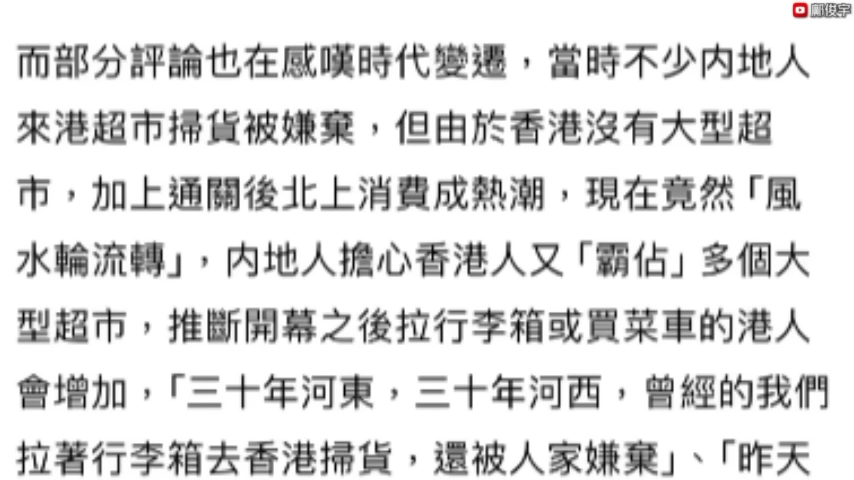 鄺俊宇
而部分評論也在感嘆時代變遷，當時不少内地人
來港超市掃貨被嫌棄，但由於香港沒有大型超
市，加上通關後北上消費成熱潮，現在竟然「風
水輪流轉」，内地人擔心香港人又「霸佔」多個大
型超市，推斷開幕之後拉行李箱或買菜車的港人
會增加，「三十年河東，三十年河西，曾經的我們
拉著行李箱去香港掃貨，還被人家嫌棄」、「昨天